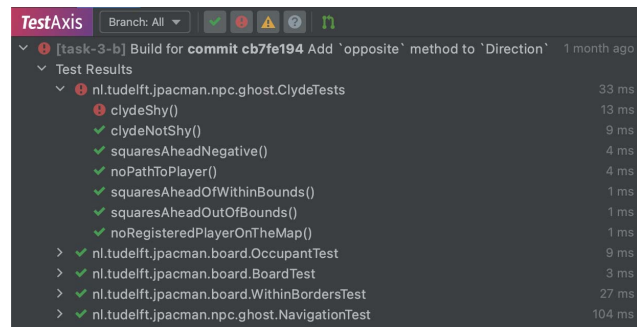 TestAxis Branch: All
[task-3-b] Build for commit cb7fe194 Add `opposite` method to `Direction` 1 month ago
Test Results
nl.tudelft.jpacman.npc.ghost.ClydeTests 33 ms
clydeShy() 13 ms
clydeNotShy() 9 ms
squaresAheadNegative() 4 ms
noPathToPlayer() 4 ms
squaresAheadOfWithinBounds() 1 ms
squaresAheadOutOfBounds() 1 ms
noRegisteredPlayerOnTheMap() 1 ms
nl.tudelft.jpacman.board.OccupantTest 9 ms
nl.tudelft.jpacman.board.BoardTest 3 ms
nl.tudelft.jpacman.board.WithinBordersTest 27 ms
nl.tudelft.jpacman.npc.ghost.NavigationTest 104 ms